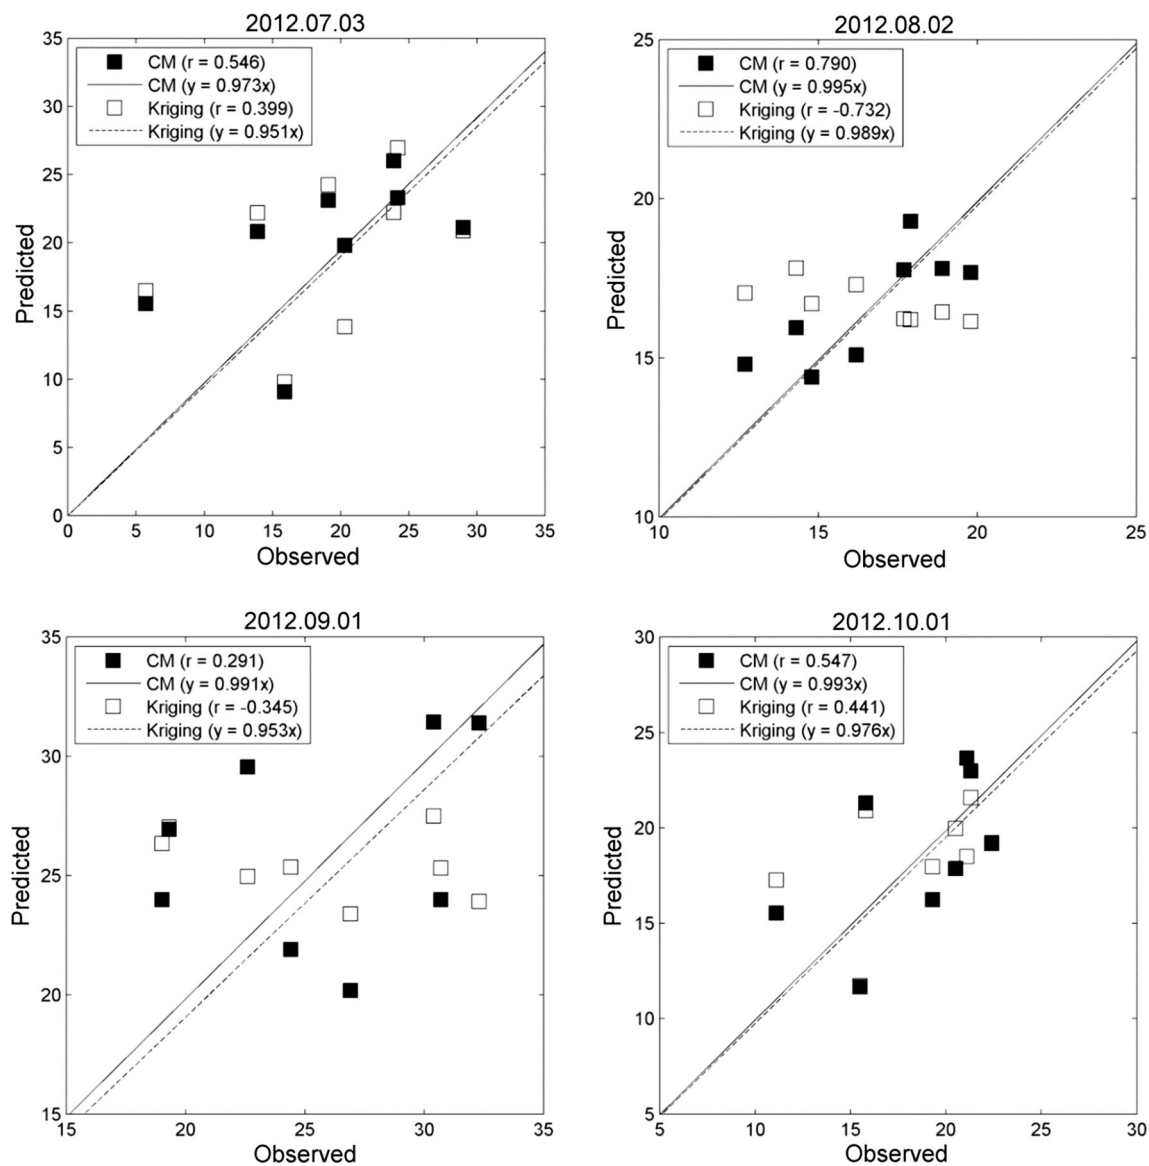 2012.07.03
35
30
25
20
15
10
5
0
Predicted
CM (r = 0.546)
CM (y = 0.973x)
Kriging (r = 0.399)
Kriging (y = 0.951x)
0 5 10 15 20 25 30 35
Observed
2012.08.02
25
20
15
10
Predicted
CM (r = 0.790)
CM (y = 0.995x)
Kriging (r = -0.732)
Kriging (y = 0.989x)
10 15 20 25
Observed
2012.09.01
35
30
25
20
15
Predicted
CM (r = 0.291)
CM (y = 0.991x)
Kriging (r = -0.345)
Kriging (y = 0.953x)
15 20 25 30 35
Observed
2012.10.01
30
25
20
15
10
5
Predicted
CM (r = 0.547)
CM (y = 0.993x)
Kriging (r = 0.441)
Kriging (y = 0.976x)
5 10 15 20 25 30
Observed